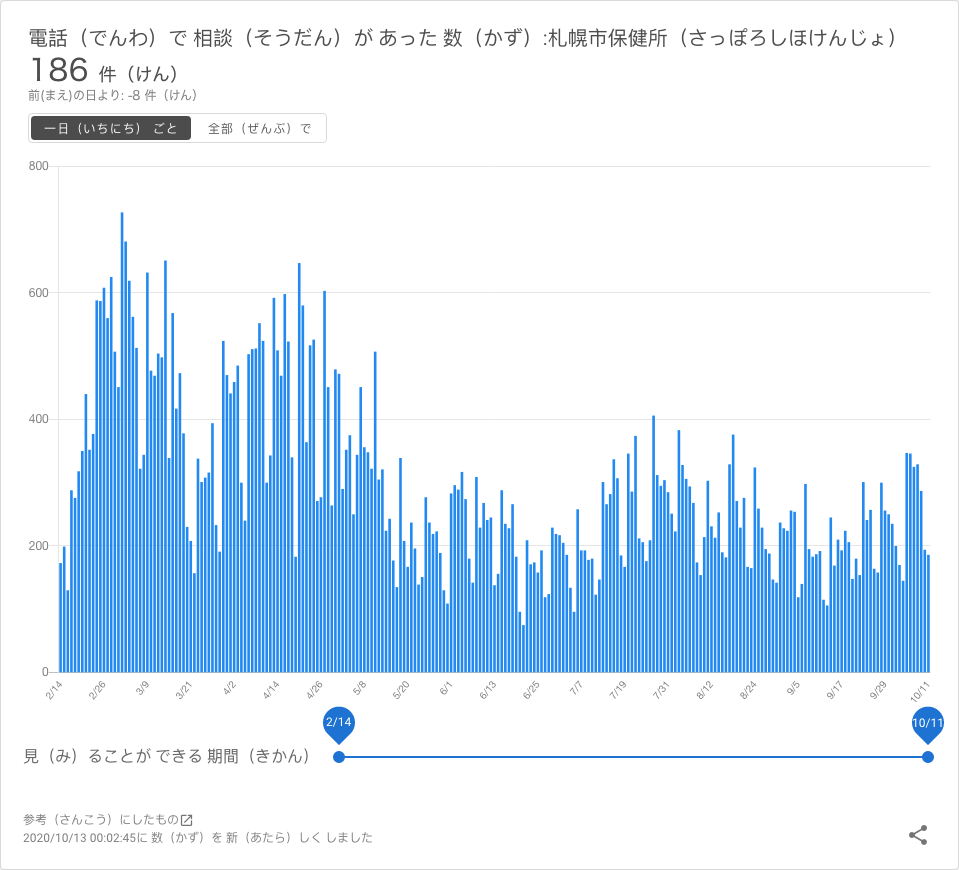 電話（でんわ）で 相談（そうだん）が あった 数（かず）:札幌市保健所（さっぽろしほけんじょ）
186 件（けん）
前(まえ)の日より: -8 件（けん）
一日（いちにち） ごと 全部（ぜんぶ）で
800
600
400
200
0
2/14 2/26 3/9 3/21 4/2 4/14 4/26 5/8 5/20 6/1 6/13 6/25 7/7 7/19 7/31 8/12 8/24 9/5 9/17 9/29 10/11
2/14 10/11
見（み）ることが できる 期間（きかん）
参考（さんこう）にしたもの
2020/10/13 00:02:45に 数（かず）を 新（あたら）しく しました